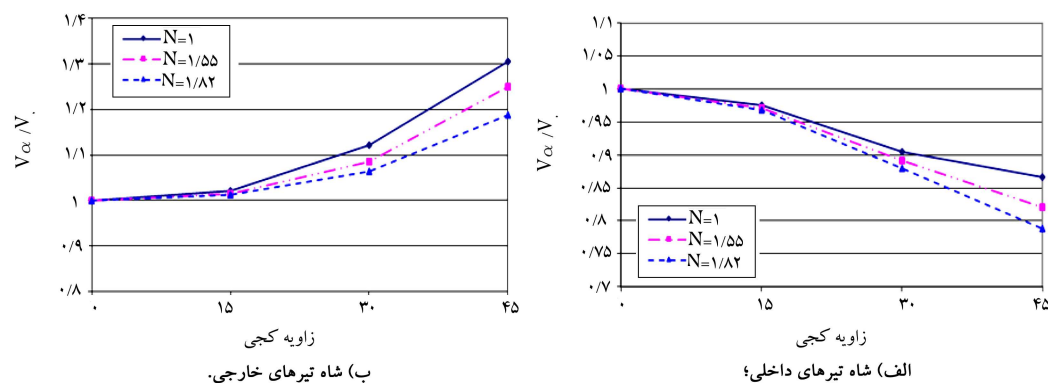 ۱/۱
۱/۰۵
۱
۰/۹۵
۰/۹
۰/۸۵
۰/۸
۰/۷۵
۰/۷
Vα /V۰
N=۱
N=۱/۵۵
N=۱/۸۲
۰ ۱۵ ۳۰ ۴۵
زاویه کجی
الف) شاه تیرهای داخلی؛
۱/۴
۱/۳
۱/۲
۱/۱
۱
۰/۹
۰/۸
Vα /V۰
N=۱
N=۱/۵۵
N=۱/۸۲
۰ ۱۵ ۳۰ ۴۵
زاویه کجی
ب) شاه تیرهای خارجی.